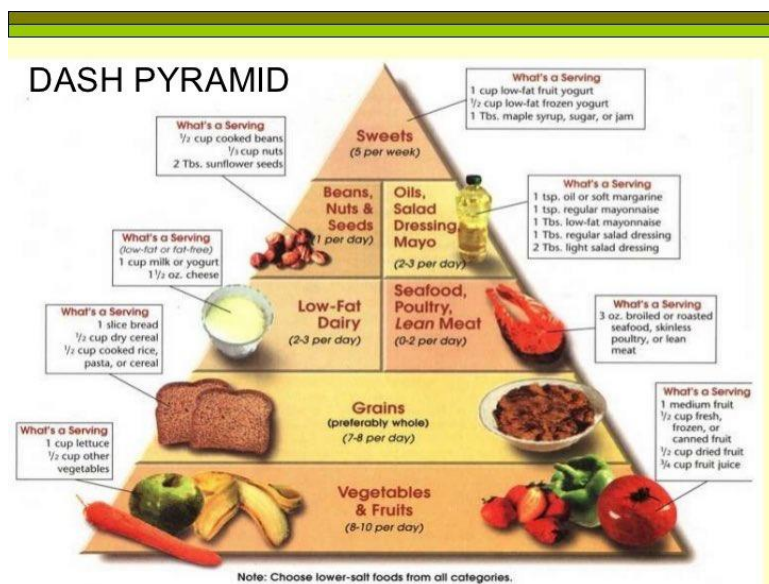 DASH PYRAMID
What's a Serving
1 cup low-fat fruit yogurt
1/2 cup low-fat frozen yogurt
1 Tbs. maple syrup, sugar, or jam
Sweets
(5 per week)
What's a Serving
1/2 cup cooked beans
1/3 cup nuts
2 Tbs. sunflower seeds
Beans,
Nuts &
Seeds
(1 per day)
Oils,
Salad
Dressing,
Mayo
(2-3 per day)
What's a Serving
1 tsp. oil or soft margarine
1 tsp. regular mayonnaise
1 Tbs. low-fat mayonnaise
1 Tbs. regular salad dressing
2 Tbs. light salad dressing
What's a Serving
(low-fat or fat-free)
1 cup milk or yogurt
1 1/2 oz. cheese
Low-Fat
Dairy
(2-3 per day)
Seafood,
Poultry,
Lean Meat
(0-2 per day)
What's a Serving
3 oz. broiled or roasted
seafood, skinless
poultry, or lean
meat
What's a Serving
1 slice bread
1/2 cup dry cereal
1/2 cup cooked rice,
pasta, or cereal
Grains
(preferably whole)
(7-8 per day)
What's a Serving
1 medium fruit
1/2 cup fresh,
frozen, or
canned fruit
1/2 cup dried fruit
3/4 cup fruit juice
What's a Serving
1 cup lettuce
1/2 cup other
vegetables
Vegetables
& Fruits
(8-10 per day)
Note: Choose lower-salt foods from all categories.